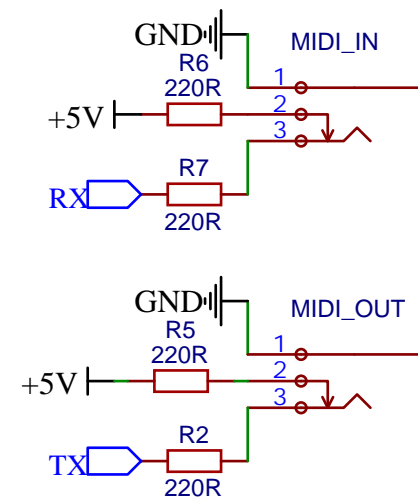 GND
MIDI_IN
R6
220R
1
+5V
2
3
R7
RX
220R
GND
MIDI_OUT
R5
220R
1
+5V
2
3
R2
TX
220R